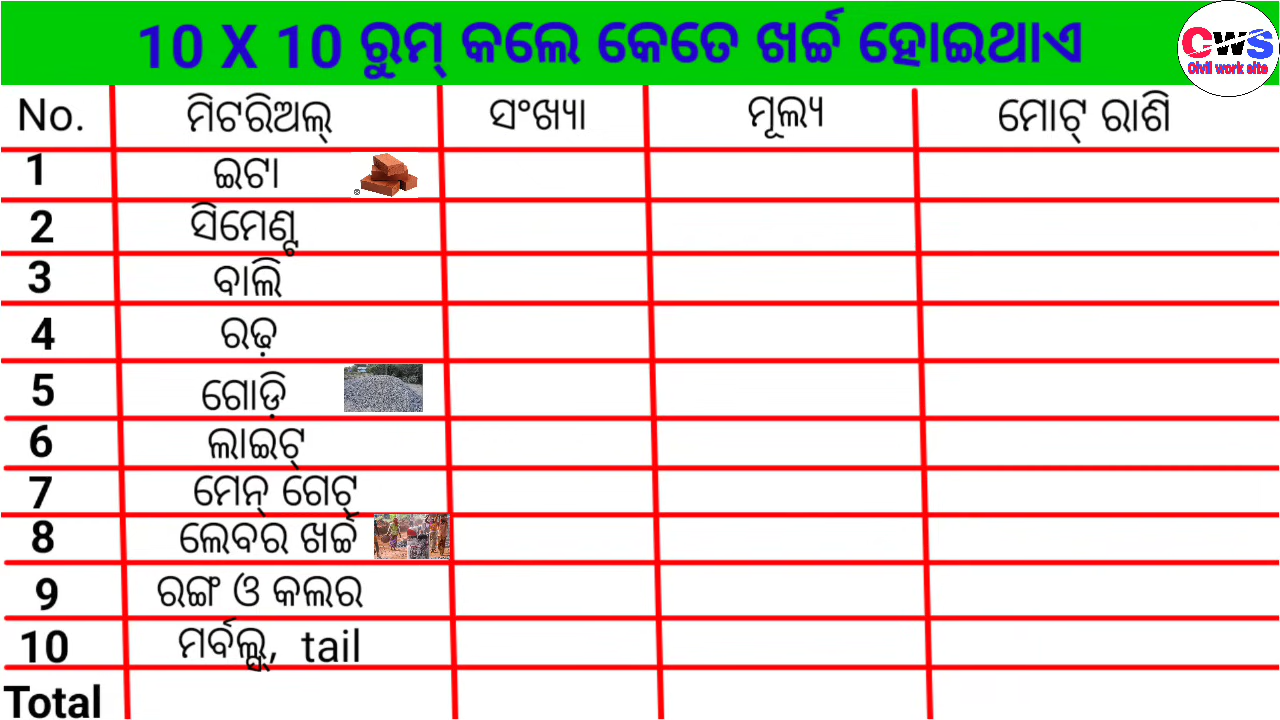 10 X 10 ରୁମ୍ କଲେ କେତେ ଖର୍ଚ୍ଚ ହୋଇଥାଏ
CWS
Civil work site
No. ମିଟରିଅଲ୍ ସଂଖ୍ୟା ମୂଲ୍ୟ ମୋଟ୍ ରାଶି
1 ଇଟା
2 ସିମେଣ୍ଟ
3 ବାଲି
4 ରଢ଼
5 ଗୋଡ଼ି
6 ଲାଇଟ୍
7 ମେନ୍ ଗେଟ୍
8 ଲେବର ଖର୍ଚ୍ଚ
9 ରଙ୍ଗ ଓ କଲର
10 ମର୍ବଲ୍ସ୍, tail
Total